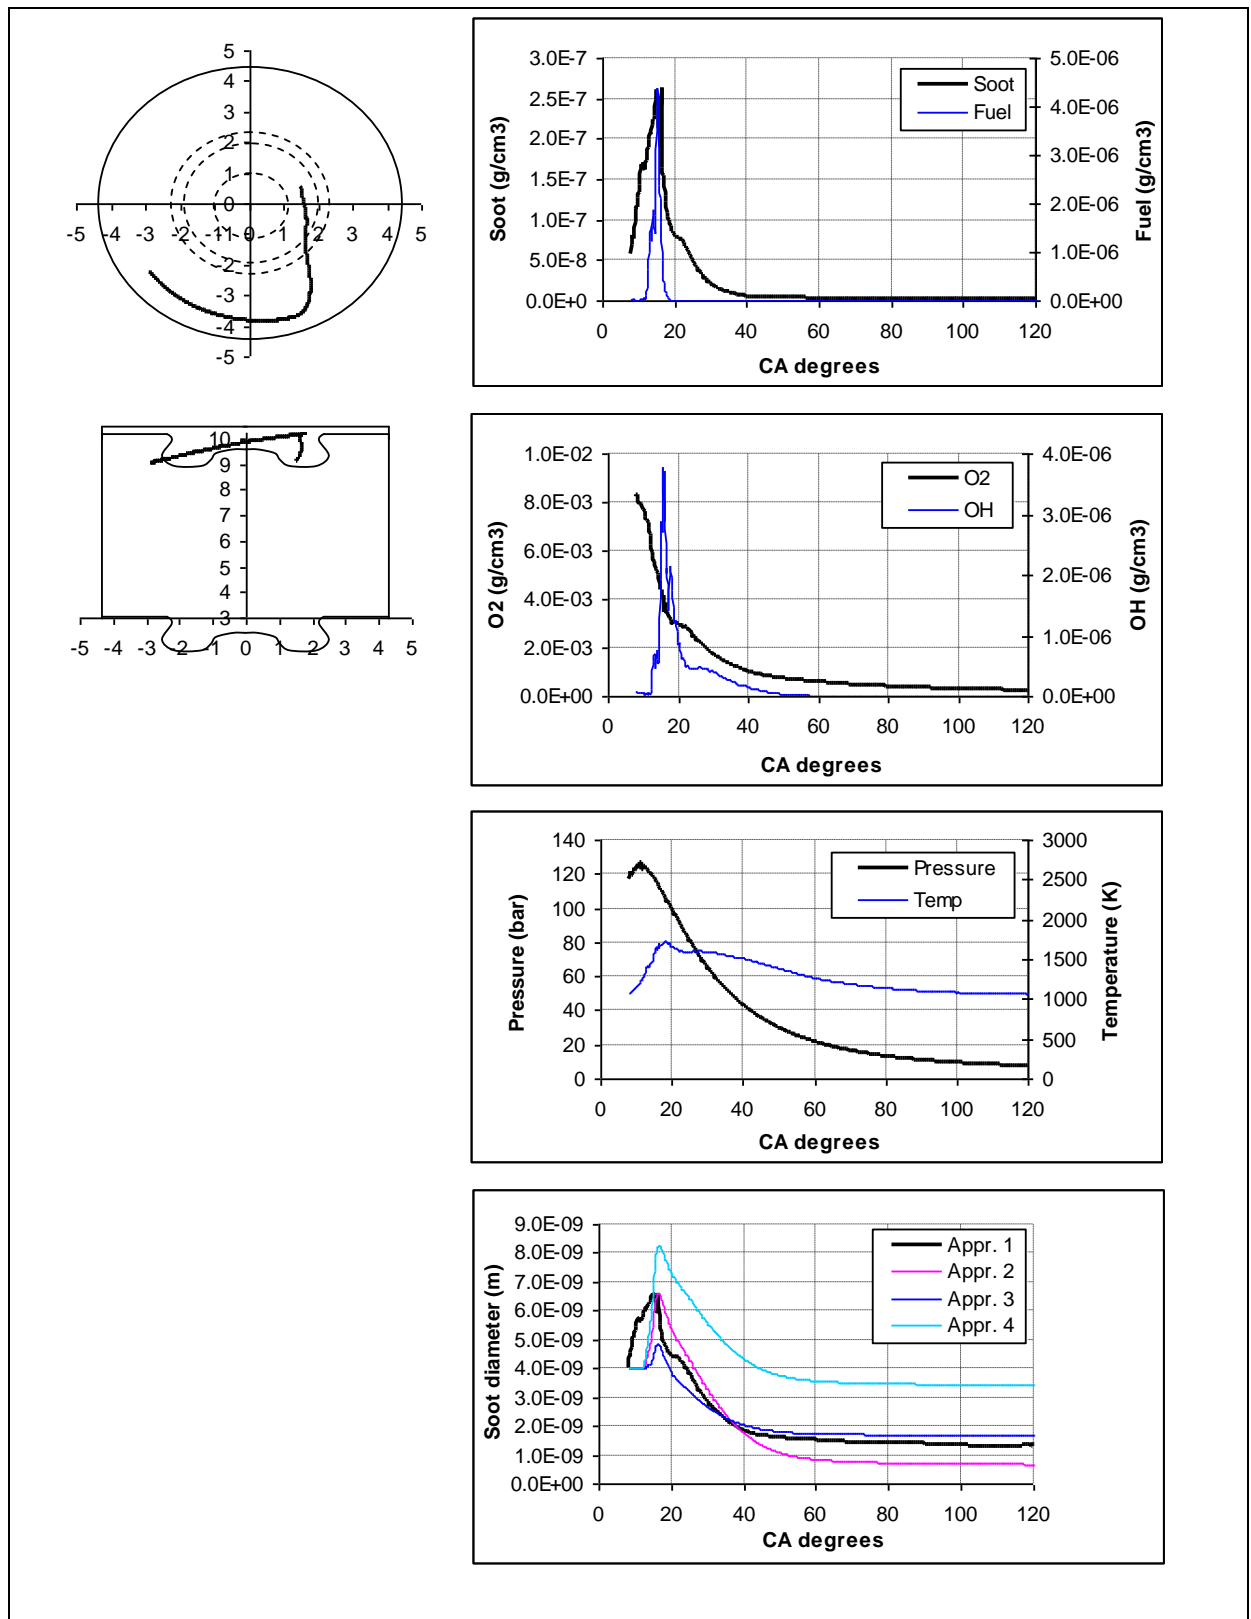 5
4
3
2
1
0
-5 -4 -3 -2 -1 0 1 2 3 4 5
-1
-2
-3
-4
-5
10
9
8
7
6
5
4
3
-5 -4 -3 -2 -1 0 1 2 3 4 5
3.0E-7 5.0E-06
2.5E-7 4.0E-06
2.0E-7 3.0E-06
1.5E-7
1.0E-7 2.0E-06
5.0E-8 1.0E-06
0.0E+0 0.0E+00
Soot (g/cm3)
Fuel (g/cm3)
Soot
Fuel
0 20 40 60 80 100 120
CA degrees
1.0E-02 4.0E-06
8.0E-03 3.0E-06
6.0E-03
4.0E-03 2.0E-06
2.0E-03 1.0E-06
0.0E+00 0.0E+00
O2 (g/cm3)
OH (g/cm3)
O2
OH
0 20 40 60 80 100 120
CA degrees
140 3000
120 2500
100 2000
80
60 1500
40 1000
20 500
0 0
Pressure (bar)
Temperature (K)
Pressure
Temp
0 20 40 60 80 100 120
CA degrees
9.0E-09
8.0E-09
7.0E-09
6.0E-09
5.0E-09
4.0E-09
3.0E-09
2.0E-09
1.0E-09
0.0E+00
Soot diameter (m)
Appr. 1
Appr. 2
Appr. 3
Appr. 4
0 20 40 60 80 100 120
CA degrees